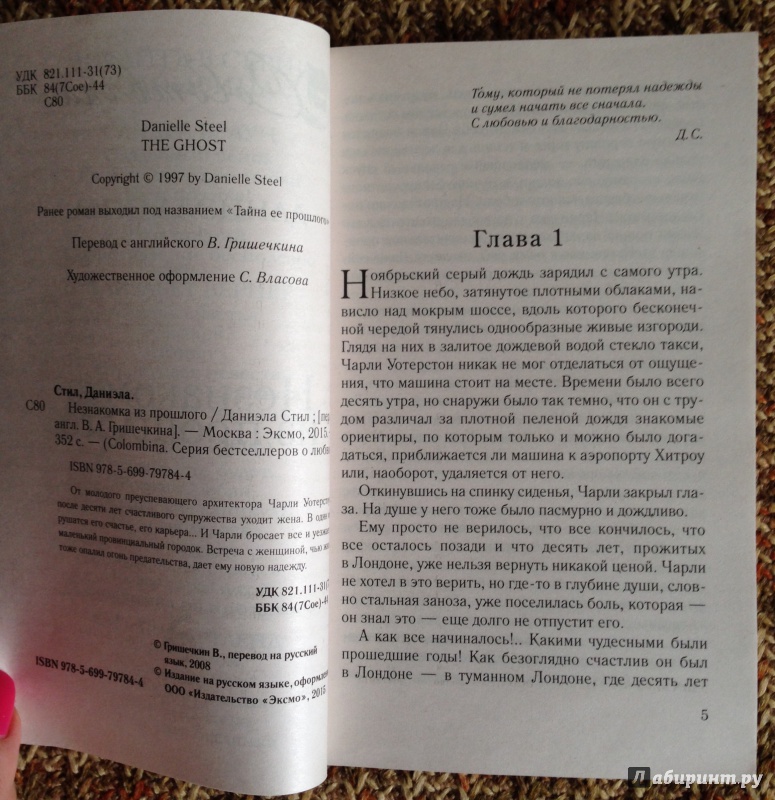 УДК 821.111-31(73)
ББК 84(7Сое)-44
С80
Danielle Steel
THE GHOST
Copyright © 1997 by Danielle Steel
Ранее роман выходил под названием «Тайна ее прошлого»
Перевод с английского В. Гришечкина
Художественное оформление С. Власова
Стил, Даниэла.
С80 Незнакомка из прошлого / Даниэла Стил ; [пер.
англ. В. А. Гришечкина]. — Москва : Эксмо, 2015.
352 с. — (Colombina. Серия бестселлеров о
ISBN 978-5-699-79784-4
От молодого преуспевающего архитектора Чарли
после десяти лет счастливого супружества уходит жена. В
рушатся его счастье, его карьера... И Чарли бросает все и
маленький провинциальный городок. Встреча с женщиной, чью
тоже опалил огонь предательства, дает ему новую надежду.
УДК
ББК 84(7Сое)-44
© Гришечкин В., перевод на русский
язык, 2008
© Издание на русском языке,
ООО «Издательство «Эксмо», 2015
ISBN 978-5-699-79784-4
Тому, который не потерял надежды
и сумел начать все сначала.
С любовью и благодарностью.
Д. С.
Глава 1
Ноябрьский серый дождь зарядил с самого утра.
Низкое небо, затянутое плотными облаками, на-
висло над мокрым шоссе, вдоль которого бесконеч-
ной чередой тянулись однообразные живые изгороди.
Глядя на них в залитое дождевой водой стекло такси,
Чарли Уотерстон никак не мог отделаться от ощуще-
ния, что машина стоит на месте. Времени было всего
десять утра, но снаружи было так темно, что он с тру-
дом различал за плотной пеленой дождя знакомые
ориентиры, по которым только и можно было дога-
даться, приближается ли машина к аэропорту Хитроу
или, наоборот, удаляется от него.
Откинувшись на спинку сиденья, Чарли закрыл гла-
за. На душе у него тоже было пасмурно и дождливо.
Ему просто не верилось, что все кончилось, что
все осталось позади и что десять лет, прожитых
в Лондоне, уже нельзя вернуть никакой ценой. Чарли
не хотел в это верить, но где-то в глубине души, слов-
но стальная заноза, уже поселилась боль, которая —
он знал это — еще долго не отпустит его.
А как все начиналось!.. Какими чудесными были
прошедшие годы! Как безоглядно счастлив он был
в Лондоне — в туманном Лондоне, где десять лет
5
Лабиринт.ру